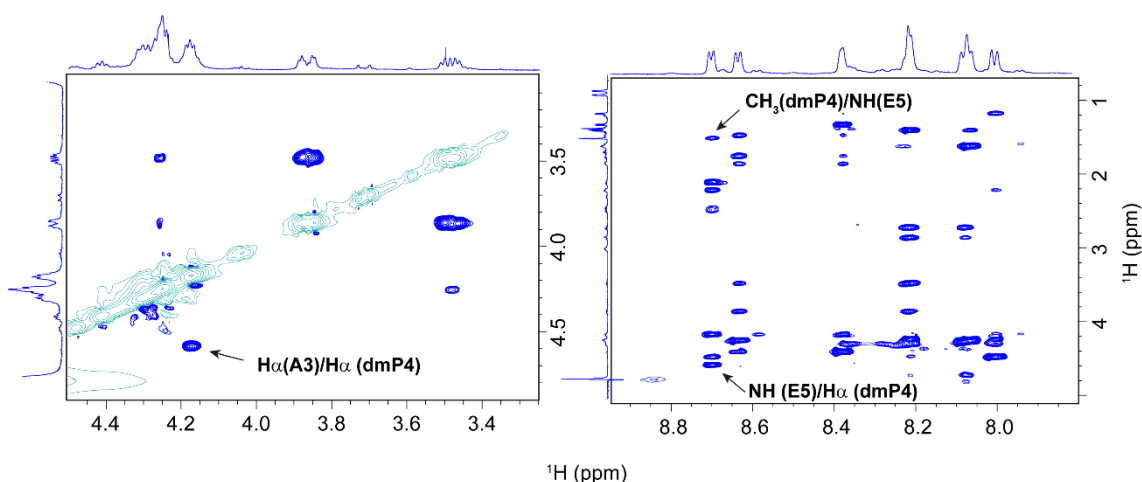 CH₃(dmP4)/NH(E5)
Hα(A3)/Hα (dmP4)
NH (E5)/Hα (dmP4)
3.5
4.0
4.5
1
2
3
4
¹H (ppm)
4.4 4.2 4.0 3.8 3.6 3.4
8.8 8.6 8.4 8.2 8.0
¹H (ppm)